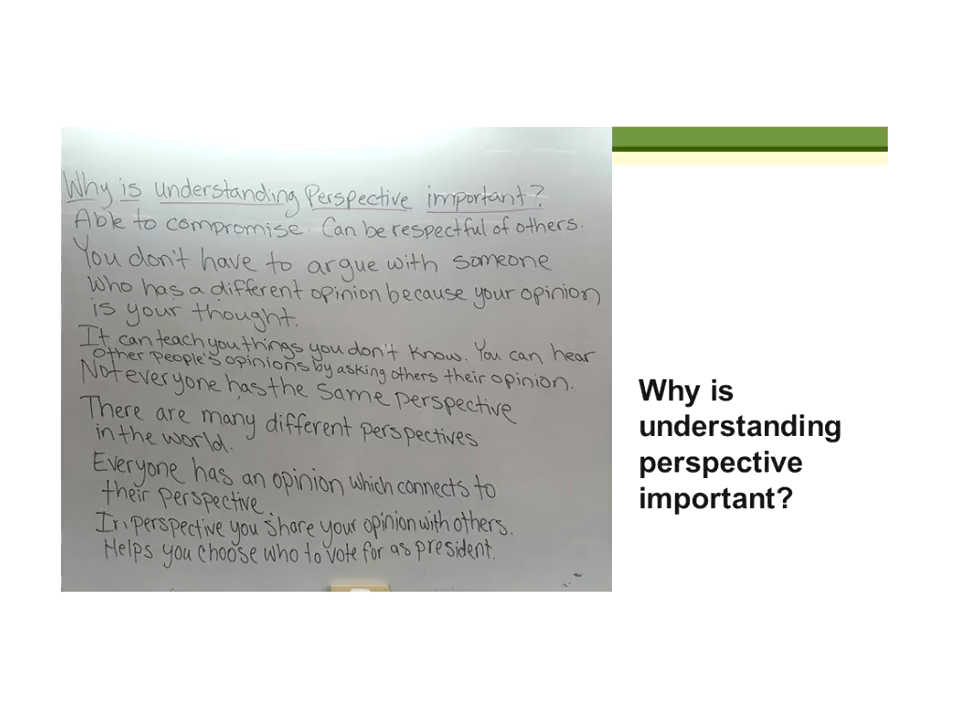 Why is understanding Perspective important?
Able to compromise. Can be respectful of others.
You don't have to argue with someone
who has a different opinion because your opinion
is your thought.
It can teach you things you don't know. You can hear
other people's opinions by asking others their opinion.
Not everyone has the same perspective
There are many different perspectives
in the world.
Everyone has an opinion which connects to
their perspective.
In perspective you share your opinion with others.
Helps you choose who to vote for as president.
Why is
understanding
perspective
important?